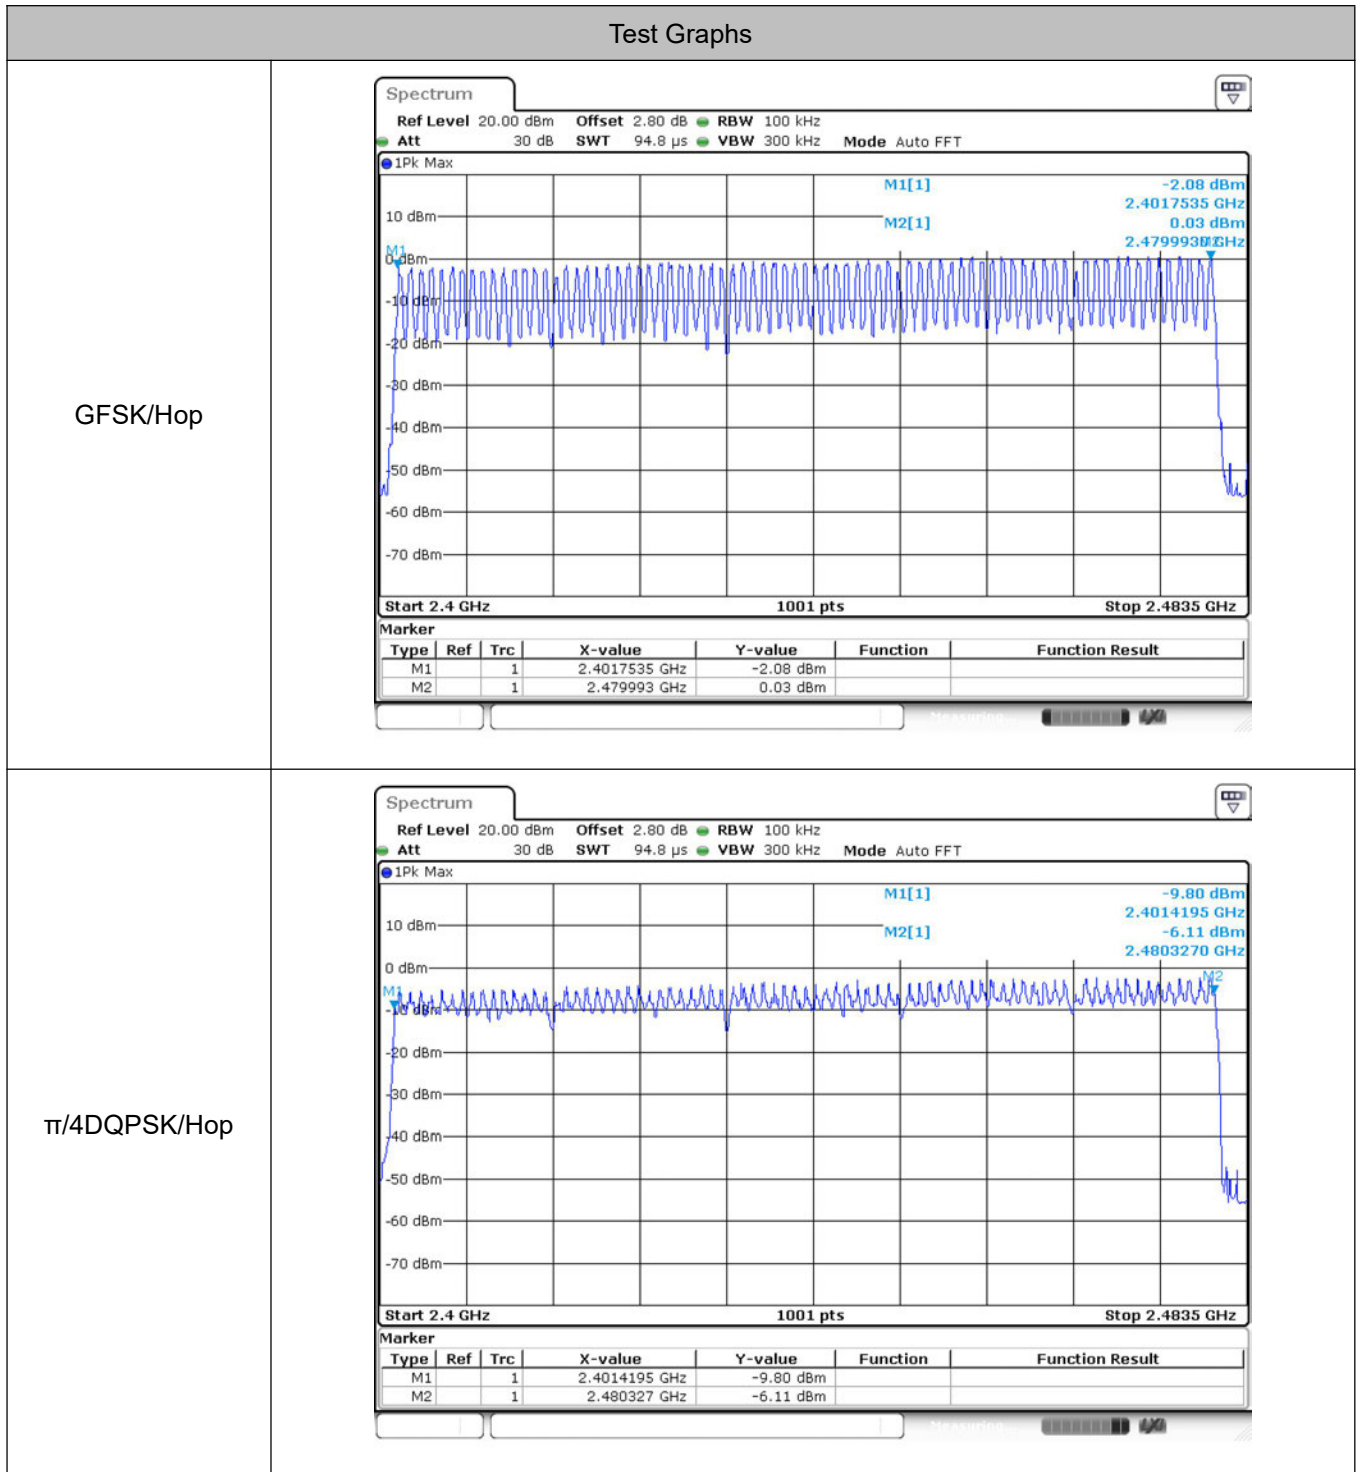 Test Graphs
GFSK/Hop
Spectrum
Ref Level 20.00 dBm Offset 2.80 dB RBW 100 kHz
Att 30 dB SWT 94.8 µs VBW 300 kHz Mode Auto FFT
1Pk Max
M1[1] -2.08 dBm
2.4017535 GHz
M2[1] 0.03 dBm
2.4799930 GHz
10 dBm
M1
M2
0 dBm
-10 dBm
-20 dBm
-30 dBm
-40 dBm
-50 dBm
-60 dBm
-70 dBm
Start 2.4 GHz 1001 pts Stop 2.4835 GHz
Marker
Type Ref Trc X-value Y-value Function Function Result
M1 1 2.4017535 GHz -2.08 dBm
M2 1 2.479993 GHz 0.03 dBm
Measuring...
LXI
π/4DQPSK/Hop
Spectrum
Ref Level 20.00 dBm Offset 2.80 dB RBW 100 kHz
Att 30 dB SWT 94.8 µs VBW 300 kHz Mode Auto FFT
1Pk Max
M1[1] -9.80 dBm
2.4014195 GHz
M2[1] -6.11 dBm
2.4803270 GHz
10 dBm
0 dBm
M2
M1
-10 dBm
-20 dBm
-30 dBm
-40 dBm
-50 dBm
-60 dBm
-70 dBm
Start 2.4 GHz 1001 pts Stop 2.4835 GHz
Marker
Type Ref Trc X-value Y-value Function Function Result
M1 1 2.4014195 GHz -9.80 dBm
M2 1 2.480327 GHz -6.11 dBm
Measuring...
LXI